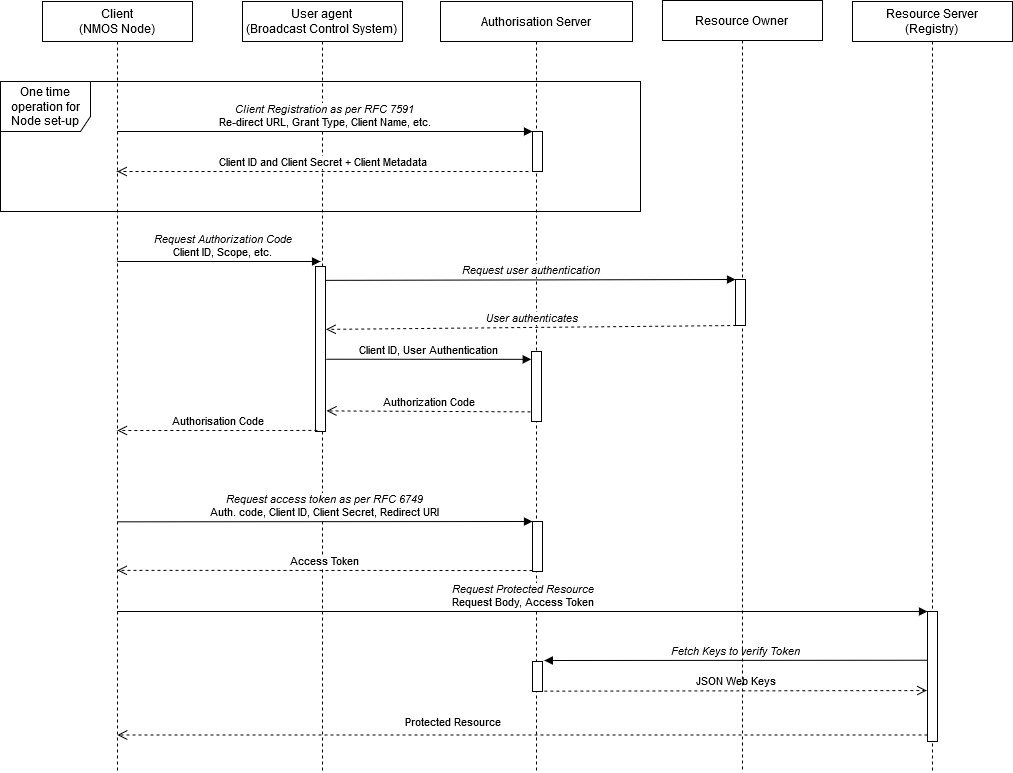 Client
(NMOS Node)
User agent
(Broadcast Control System)
Authorisation Server
Resource Owner
Resource Server
(Registry)
One time
operation for
Node set-up
Client Registration as per RFC 7591
Re-direct URL, Grant Type, Client Name, etc.
Client ID and Client Secret + Client Metadata
Request Authorization Code
Client ID, Scope, etc.
Request user authentication
User authenticates
Client ID, User Authentication
Authorization Code
Authorisation Code
Request access token as per RFC 6749
Auth. code, Client ID, Client Secret, Redirect URI
Access Token
Request Protected Resource
Request Body, Access Token
Fetch Keys to verify Token
JSON Web Keys
Protected Resource